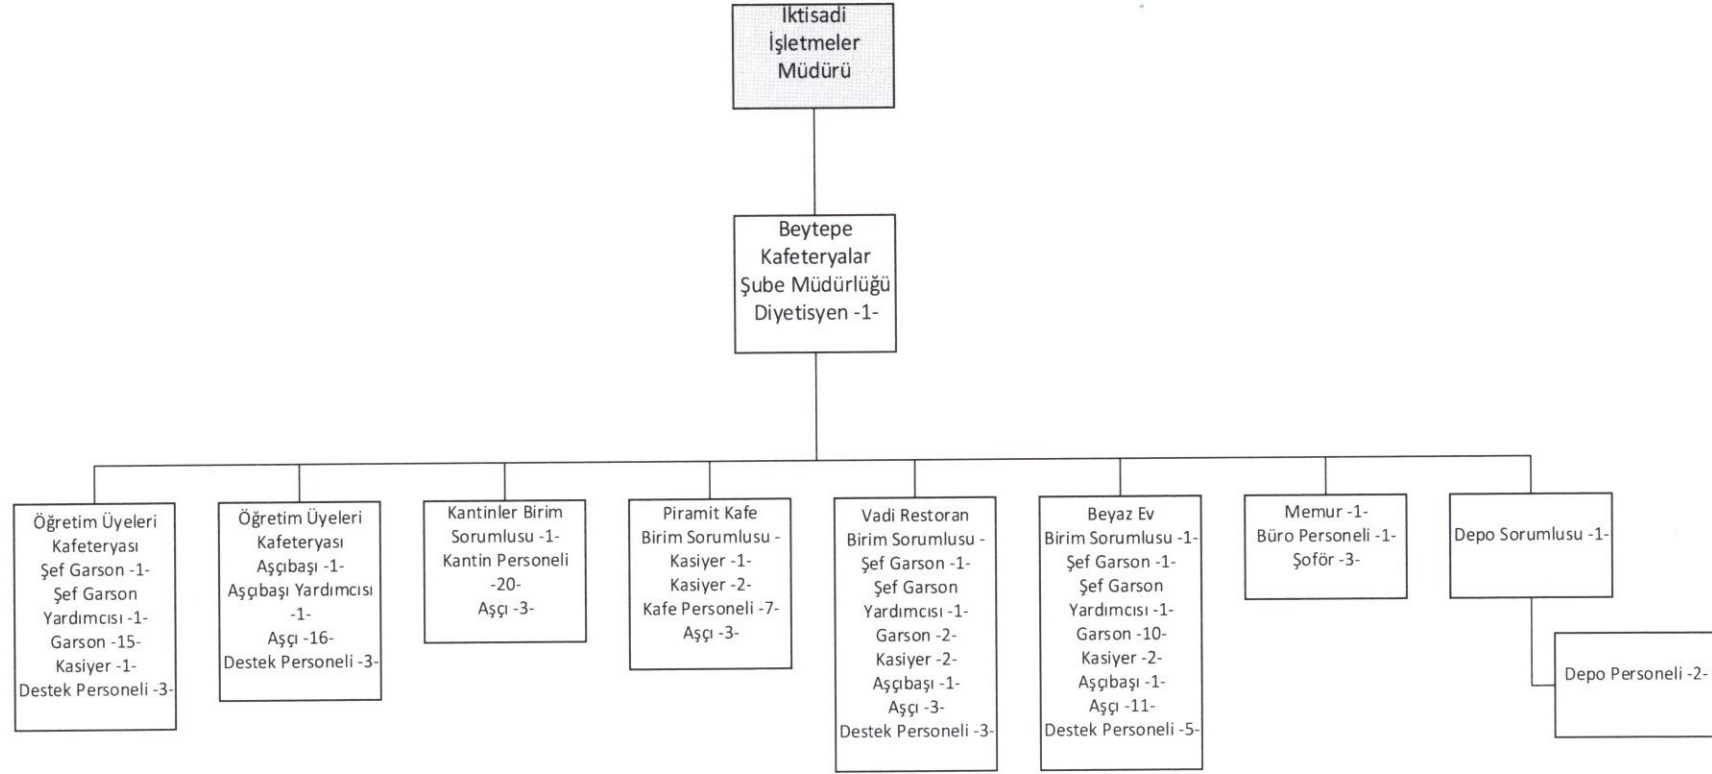 İktisadi
İşletmeler
Müdürü
Beytepe
Kafeteryalar
Şube Müdürlüğü
Diyetisyen -1-
Öğretim Üyeleri
Kafeteryası
Şef Garson -1-
Şef Garson
Yardımcısı -1-
Garson -15-
Kasiyer -1-
Destek Personeli -3-
Öğretim Üyeleri
Kafeteryası
Aşçıbaşı -1-
Aşçıbaşı Yardımcısı
-1-
Aşçı -16-
Destek Personeli -3-
Kantinler Birim
Sorumlusu -1-
Kantin Personeli
-20-
Aşçı -3-
Piramit Kafe
Birim Sorumlusu -
Kasiyer -1-
Kasiyer -2-
Kafe Personeli -7-
Aşçı -3-
Vadi Restoran
Birim Sorumlusu -
Şef Garson -1-
Şef Garson
Yardımcısı -1-
Garson -2-
Kasiyer -2-
Aşçıbaşı -1-
Aşçı -3-
Destek Personeli -3-
Beyaz Ev
Birim Sorumlusu -1-
Şef Garson -1-
Şef Garson
Yardımcısı -1-
Garson -10-
Kasiyer -2-
Aşçıbaşı -1-
Aşçı -11-
Destek Personeli -5-
Memur -1-
Büro Personeli -1-
Şoför -3-
Depo Sorumlusu -1-
Depo Personeli -2-